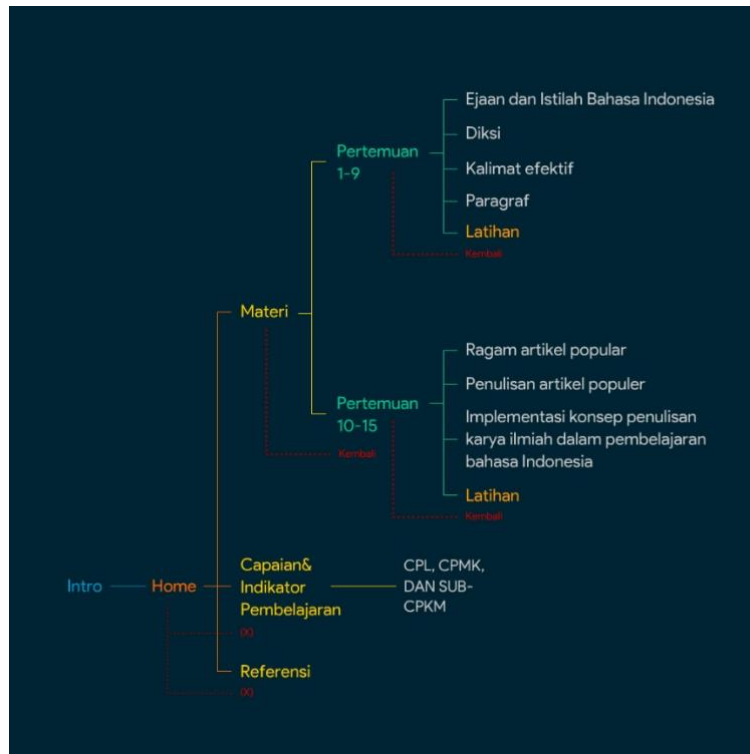 Ejaan dan Istilah Bahasa Indonesia
Diksi
Pertemuan
1-9
Kalimat efektif
Paragraf
Latihan
Kembali
Materi
Ragam artikel popular
Penulisan artikel populer
Pertemuan
10-15
Implementasi konsep penulisan
karya ilmiah dalam pembelajaran
bahasa Indonesia
Kembali
Latihan
Kembali
Intro
Home
Capaian&
Indikator
Pembelajaran
CPL, CPMK,
DAN SUB-
CPKM
(X)
Referensi
(X)